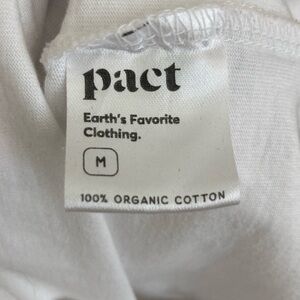 pact
Earth's Favorite
Clothing.
M
100% ORGANIC COTTON